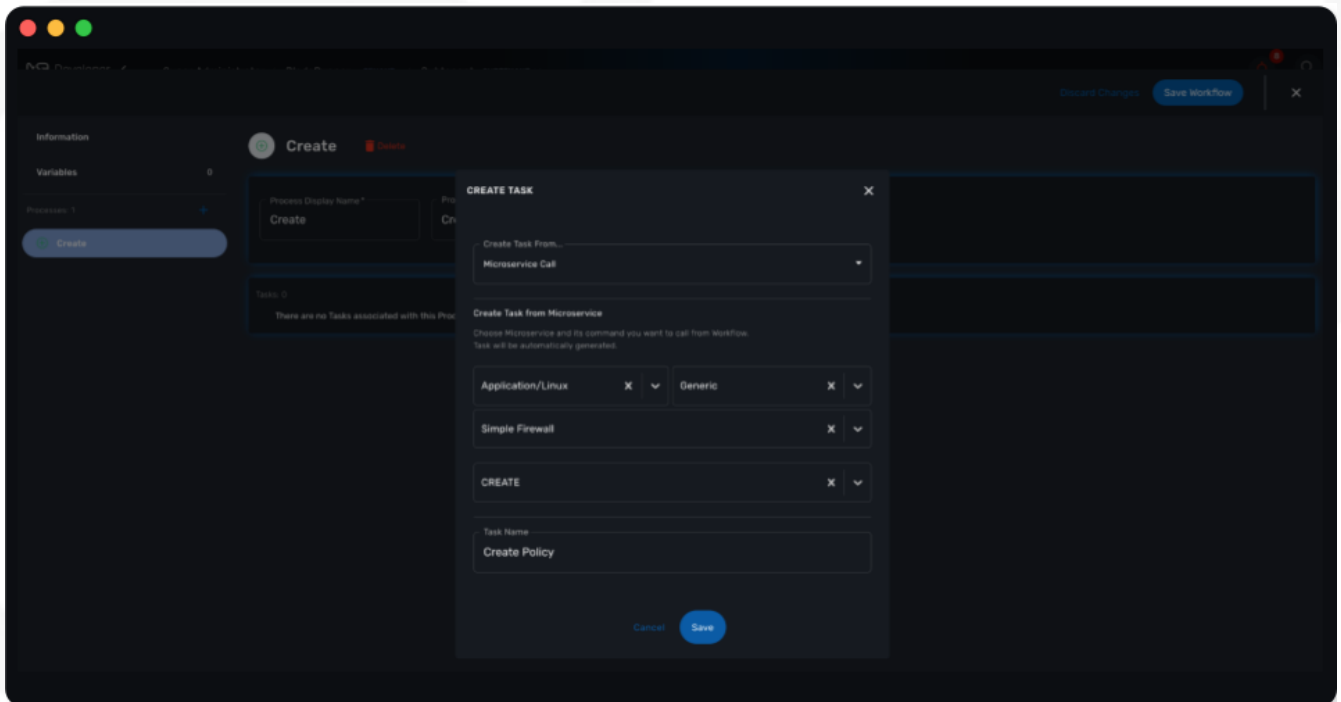 Discard Changes
Save Workflow
Information
Create
Delete
Variables 0
CREATE TASK
Process Display Name *
Create
Processes: 1
Create
Create Task From...
Microservice Call
Tasks: 0
There are no Tasks associated with this
Create Task from Microservice
Choose Microservice and its command you want to call from Workflow.
Task will be automatically generated.
Application/Linux
Generic
Simple Firewall
CREATE
Task Name
Create Policy
Cancel
Save